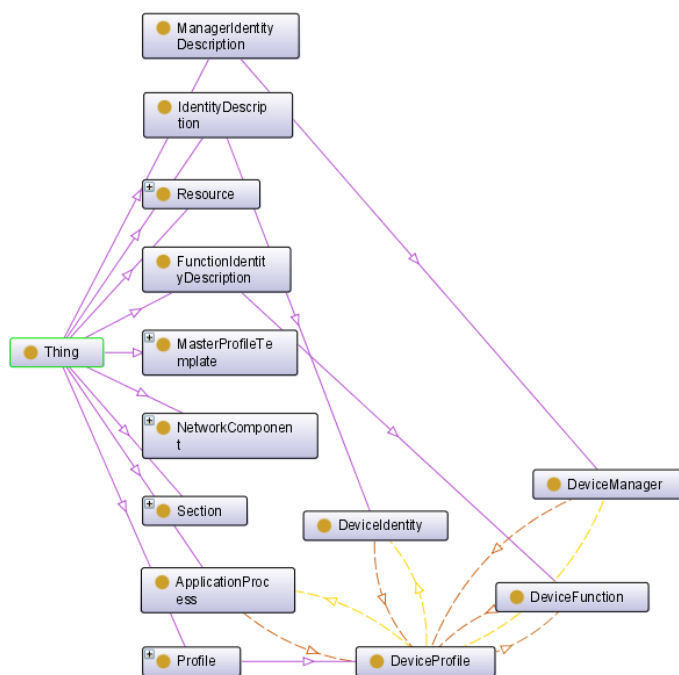 ManagerIdentity
Description
IdentityDescrip
tion
Resource
FunctionIdentit
yDescription
Thing
MasterProfileTe
mplate
NetworkComponen
t
DeviceManager
Section
DeviceIdentity
ApplicationProc
ess
DeviceFunction
Profile
DeviceProfile